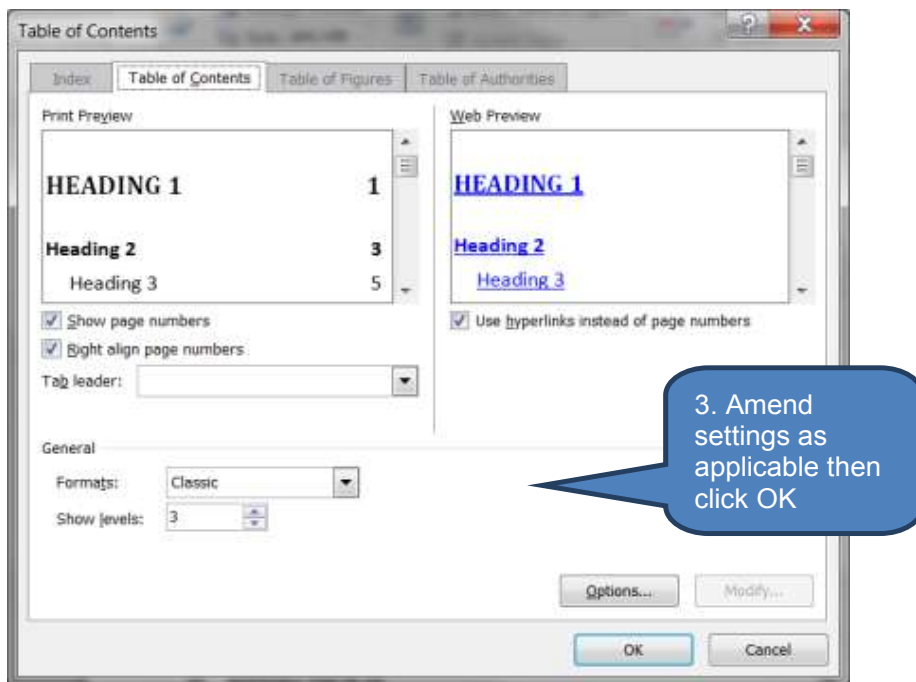 Table of Contents
Index Table of Contents Table of Figures Table of Authorities
Print Preview
HEADING 1 1
Heading 2 3
Heading 3 5
Show page numbers
Right align page numbers
Tab leader:
Web Preview
HEADING 1
Heading 2
Heading 3
Use hyperlinks instead of page numbers
General
Formats: Classic
Show levels: 3
3. Amend
settings as
applicable then
click OK
Options... Modify...
OK Cancel